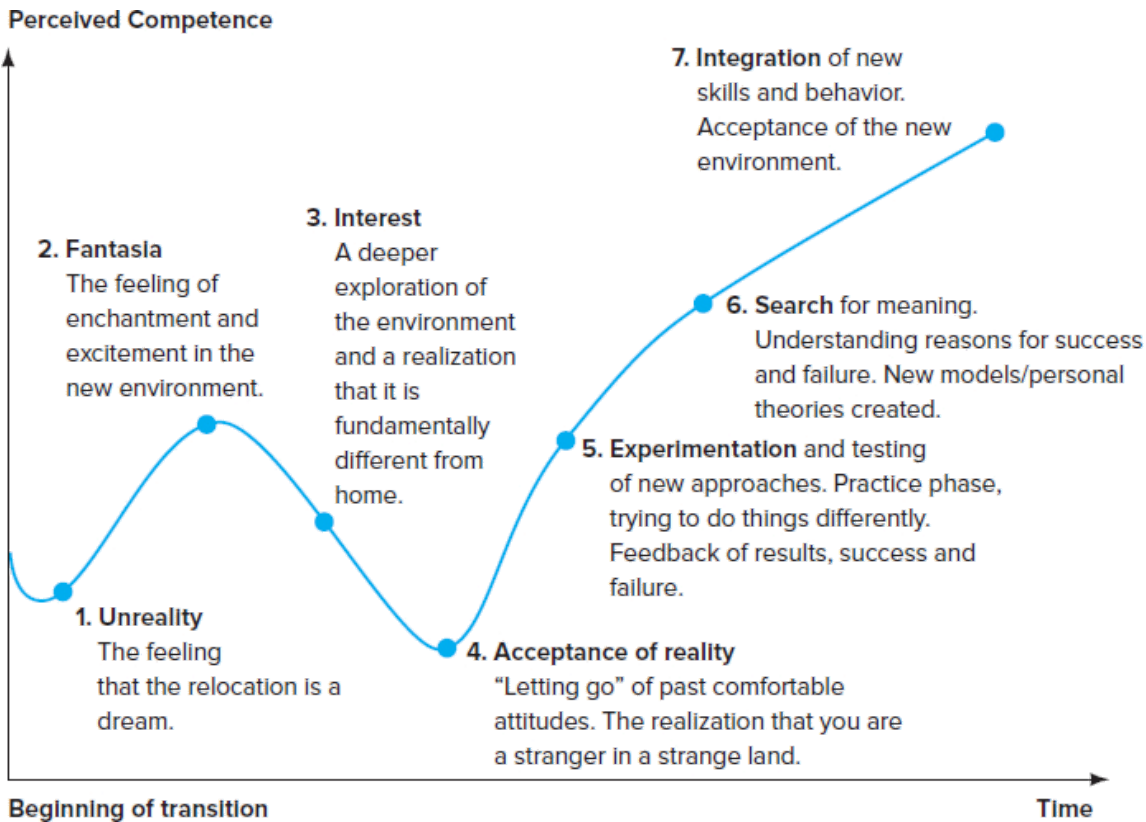 Perceived Competence
7. Integration of new
skills and behavior.
Acceptance of the new
environment.
3. Interest
A deeper
exploration of
the environment
and a realization
that it is
fundamentally
different from
home.
2. Fantasia
The feeling of
enchantment and
excitement in the
new environment.
6. Search for meaning.
Understanding reasons for success
and failure. New models/personal
theories created.
5. Experimentation and testing
of new approaches. Practice phase,
trying to do things differently.
Feedback of results, success and
failure.
1. Unreality
The feeling
that the relocation is a
dream.
4. Acceptance of reality
“Letting go” of past comfortable
attitudes. The realization that you are
a stranger in a strange land.
Beginning of transition
Time